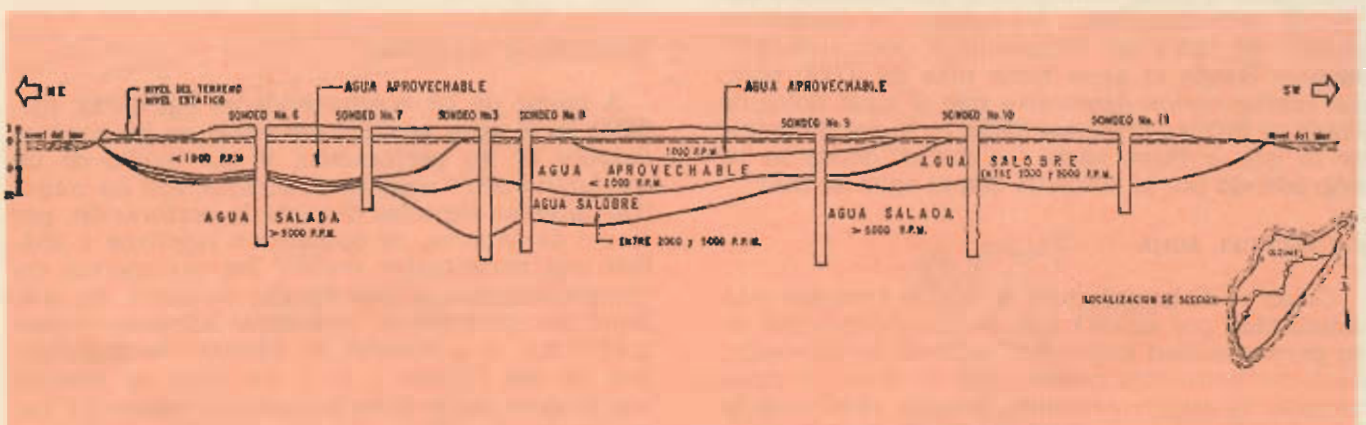 NE
NIVEL DEL TERRENO
NIVEL ESTATICO
AGUA APROVECHABLE
AGUA APROVECHABLE
SW
SONDEO No. 6
SONDEO No. 7
SONDEO No. 3
SONDEO No. 8
SONDEO No. 9
SONDEO No. 10
SONDEO No. 11
Nivel del Mar
Nivel del Mar
< 1000 P.P.M.
1000 P.P.M.
AGUA APROVECHABLE
< 2000 P.P.M.
AGUA SALOBRE
AGUA SALOBRE
AGUA SALADA
> 5000 P.P.M.
ENTRE 2000 y 5000 P.P.M.
AGUA SALADA
> 5000 P.P.M.
LOCALIZACION DE SECCION